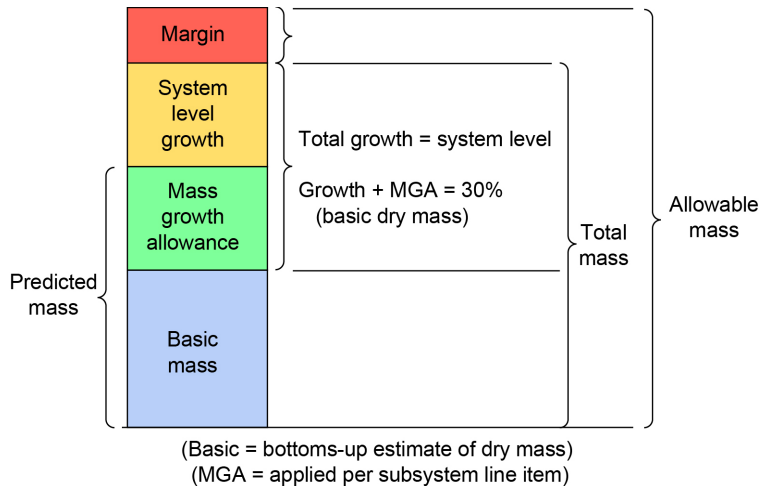 Margin
System
level
growth
Mass
growth
allowance
Basic
mass
Predicted
mass
Total growth = system level
Growth + MGA = 30%
(basic dry mass)
Total
mass
Allowable
mass
(Basic = bottoms-up estimate of dry mass)
(MGA = applied per subsystem line item)